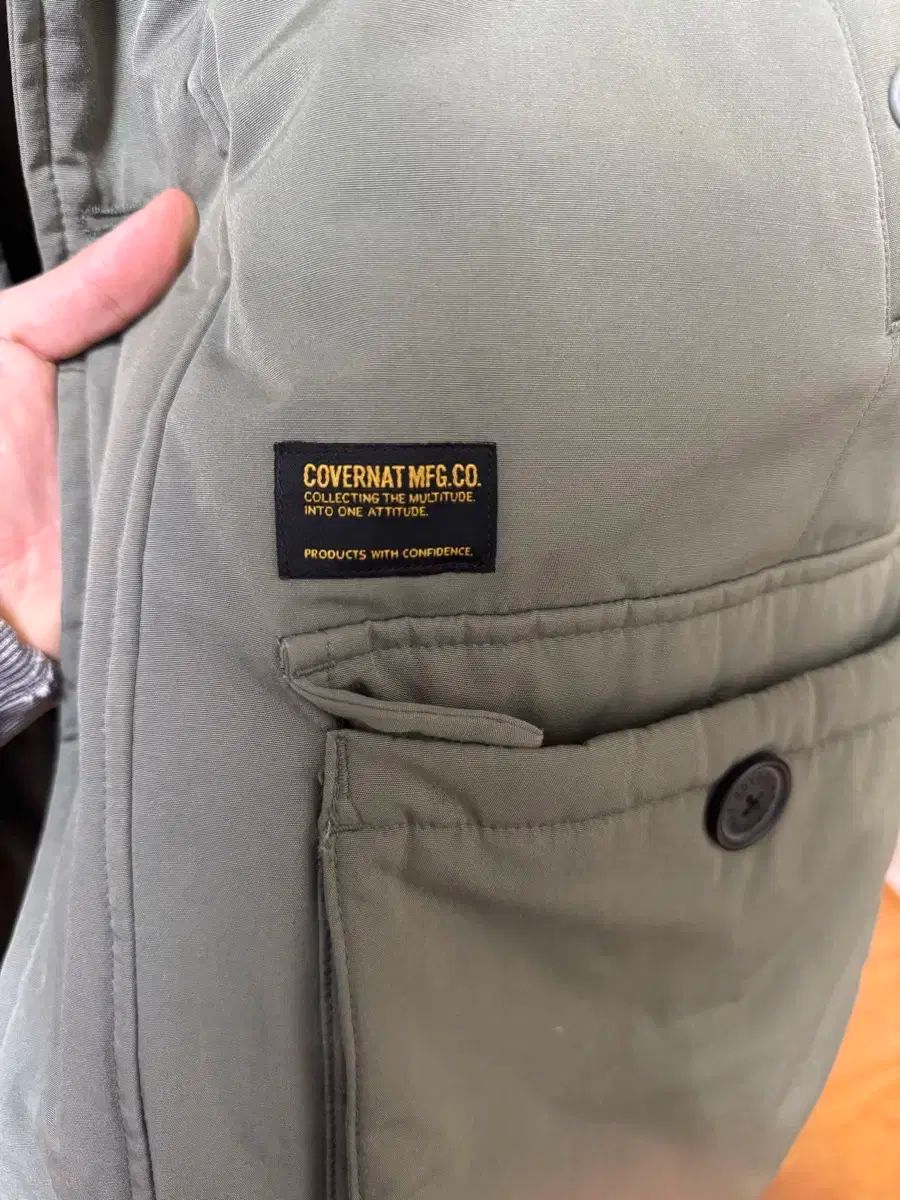 COVERNAT MFG.CO.
COLLECTING THE MULTITUDE.
INTO ONE ATTITUDE.
PRODUCTS WITH CONFIDENCE.